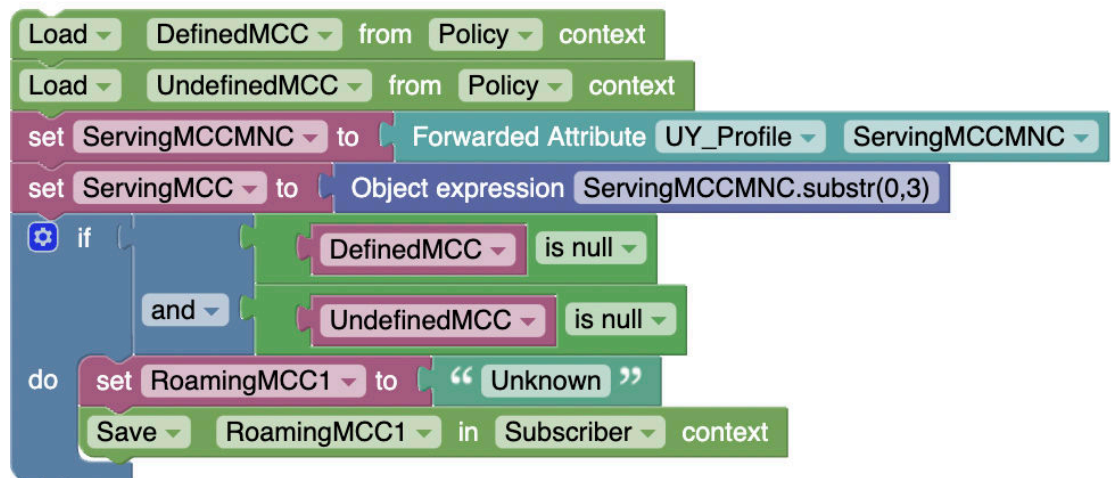 Load DefinedMCC from Policy context
Load UndefinedMCC from Policy context
set ServingMCCMNC to Forwarded Attribute UY_Profile ServingMCCMNC
set ServingMCC to Object expression ServingMCCMNC.substr(0,3)
if DefinedMCC is null
and UndefinedMCC is null
do set RoamingMCC1 to “ Unknown ”
Save RoamingMCC1 in Subscriber context